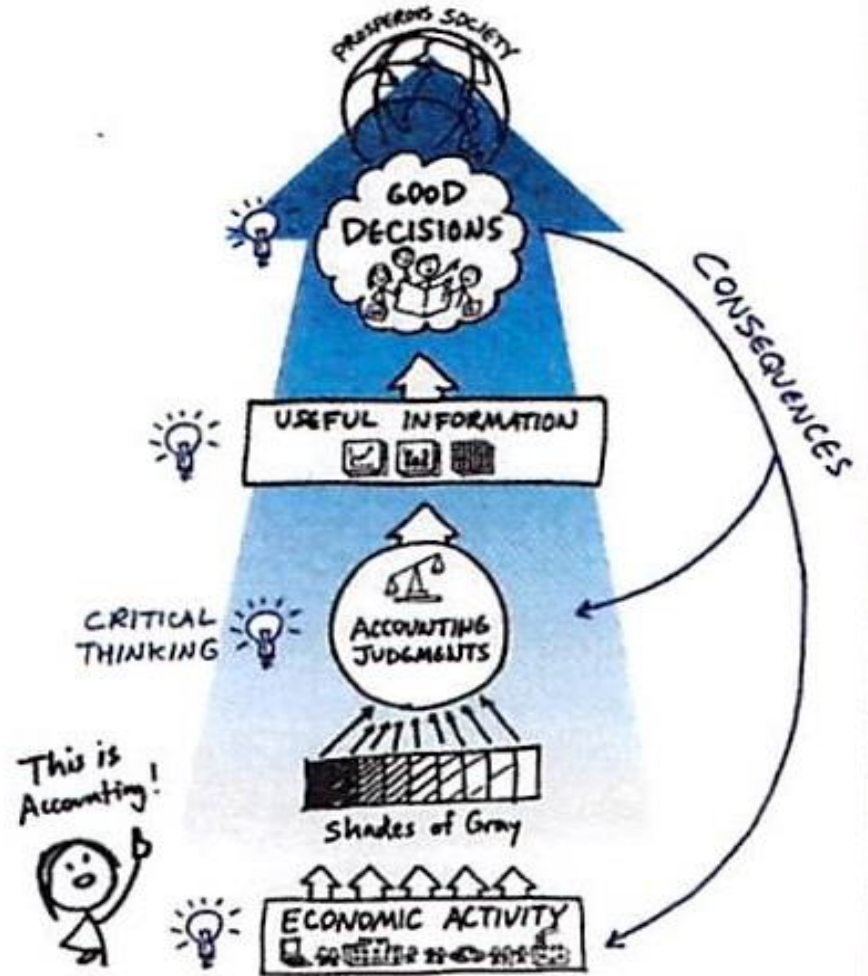 PROSPEROUS SOCIETY
GOOD
DECISIONS
CONSEQUENCES
USEFUL INFORMATION
CRITICAL
THINKING
ACCOUNTING
JUDGMENTS
This is
Accounting!
Shades of Gray
ECONOMIC ACTIVITY